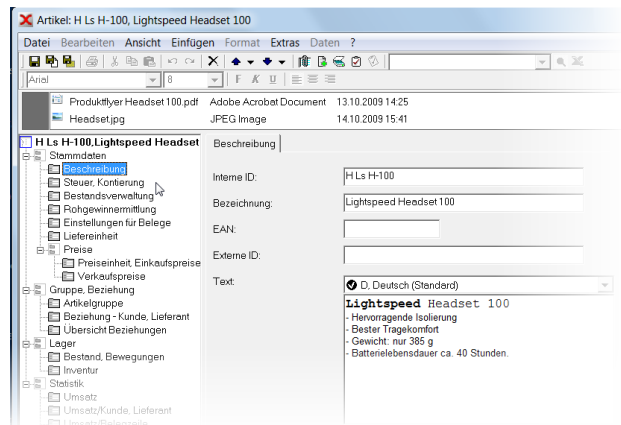 Artikel: H Ls H-100, Lightspeed Headset 100
Datei Bearbeiten Ansicht Einfügen Format Extras Daten ?
Arial 8 F K U
Produktflyer Headset 100.pdf Adobe Acrobat Document 13.10.2009 14:25
Headset.jpg JPEG Image 14.10.2009 15:41
H Ls H-100,Lightspeed Headset
Stammdaten
Beschreibung
Steuer, Kontierung
Bestandsverwaltung
Rohgewinnermittlung
Einstellungen für Belege
Liefereinheit
Preise
Preiseinheit, Einkaufspreise
Verkaufspreise
Gruppe, Beziehung
Artikelgruppe
Beziehung - Kunde, Lieferant
Übersicht Beziehungen
Lager
Bestand, Bewegungen
Inventur
Statistik
Umsatz
Umsatz/Kunde, Lieferant
Umsatz/Belegzeile
Beschreibung
Interne ID: H Ls H-100
Bezeichnung: Lightspeed Headset 100
EAN:
Externe ID:
Text: D, Deutsch (Standard)
Lightspeed Headset 100
- Hervorragende Isolierung
- Bester Tragekomfort
- Gewicht: nur 385 g
- Batterielebensdauer ca. 40 Stunden.